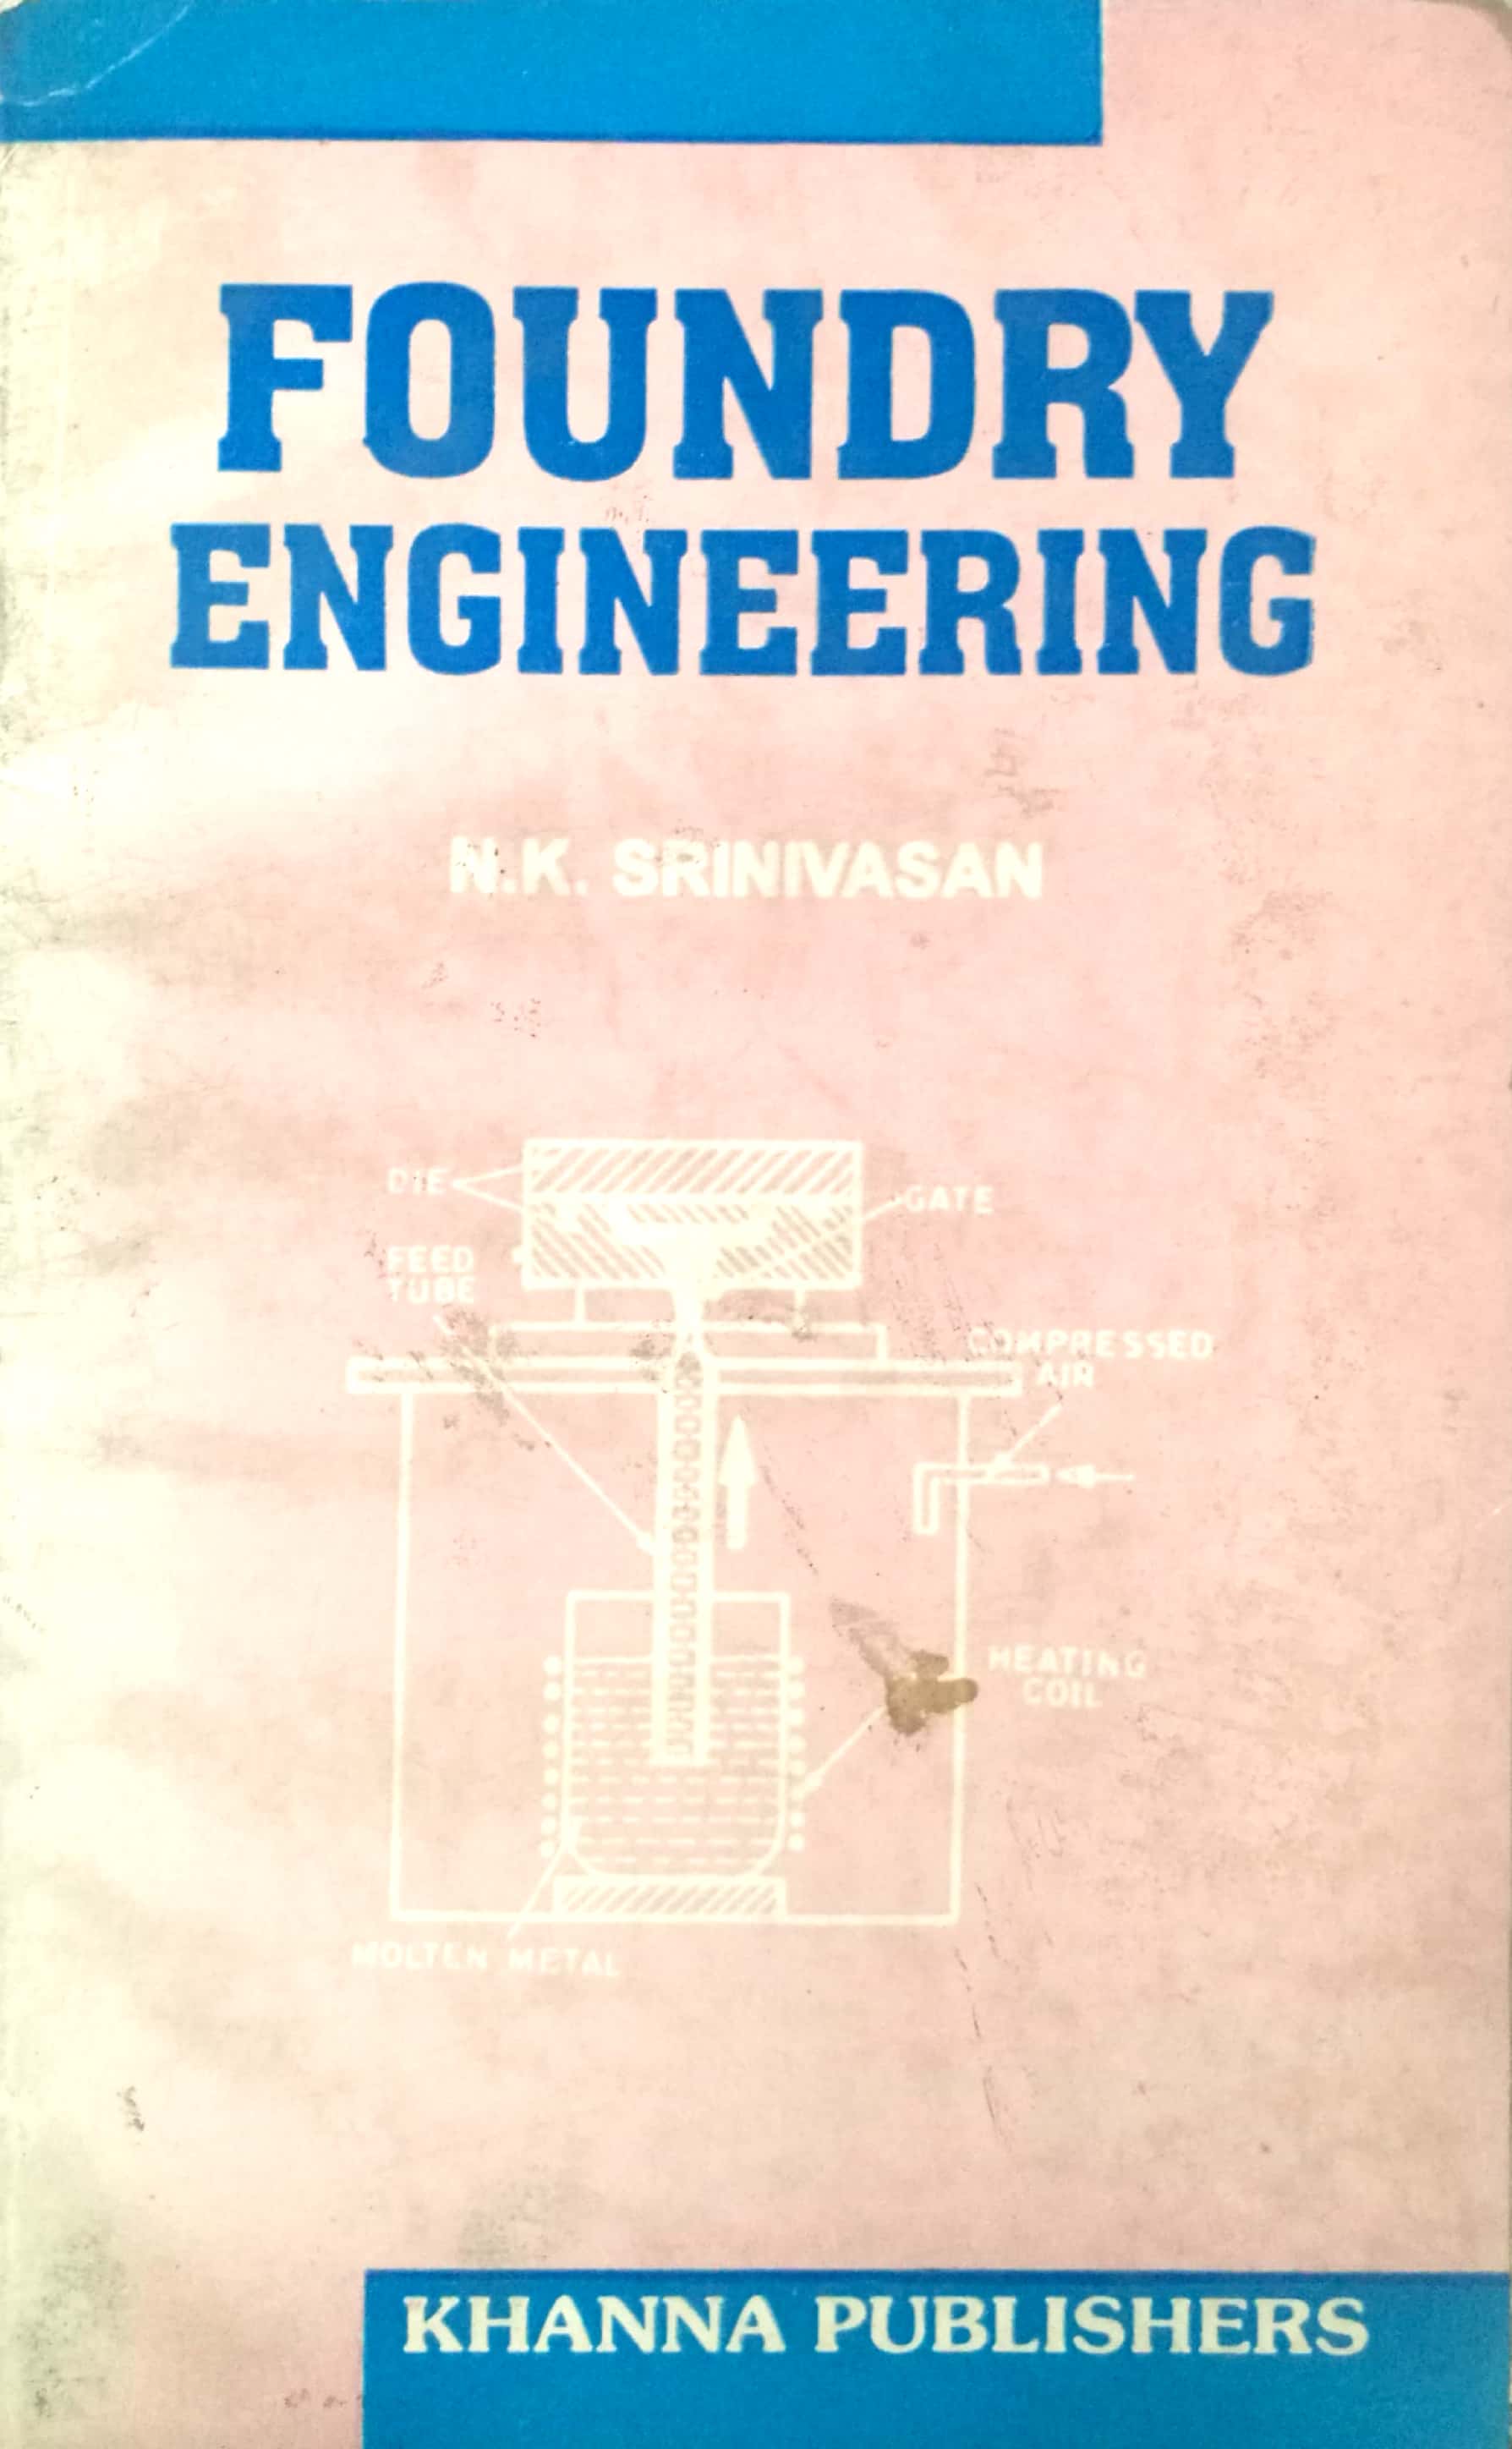 FOUNDRY
ENGINEERING
N.K. SRINIVASAN
DIE
GATE
FEED
TUBE
COMPRESSED
AIR
HEATING
COIL
MOLTEN METAL
KHANNA PUBLISHERS